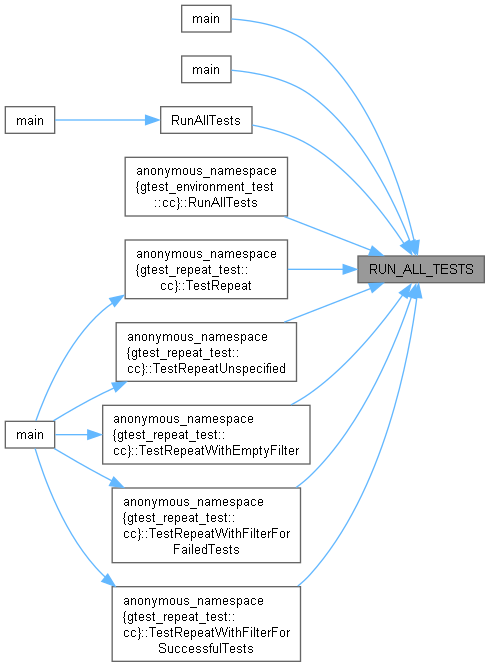 main
main
main
RunAllTests
anonymous_namespace
{gtest_environment_test
::cc}::RunAllTests
anonymous_namespace
{gtest_repeat_test::
cc}::TestRepeat
RUN_ALL_TESTS
anonymous_namespace
{gtest_repeat_test::
cc}::TestRepeatUnspecified
main
anonymous_namespace
{gtest_repeat_test::
cc}::TestRepeatWithEmptyFilter
anonymous_namespace
{gtest_repeat_test::
cc}::TestRepeatWithFilterFor
FailedTests
anonymous_namespace
{gtest_repeat_test::
cc}::TestRepeatWithFilterFor
SuccessfulTests